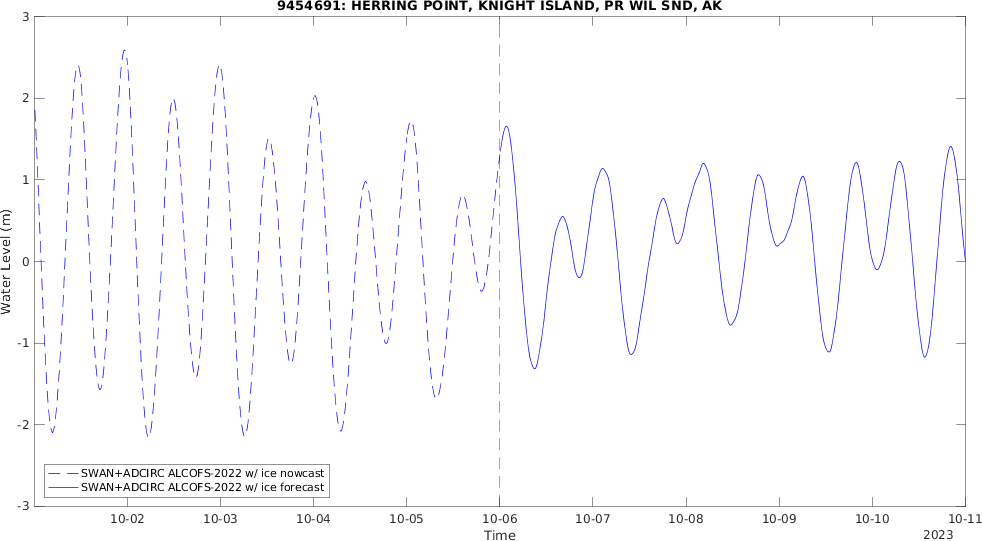 9454691: HERRING POINT, KNIGHT ISLAND, PR WIL SND, AK
3
2
1
0
-1
-2
-3
Water Level (m)
SWAN+ADCIRC ALCOFS-2022 w/ ice nowcast
SWAN+ADCIRC ALCOFS-2022 w/ ice forecast
10-02 10-03 10-04 10-05 10-06 10-07 10-08 10-09 10-10 10-11
Time
2023